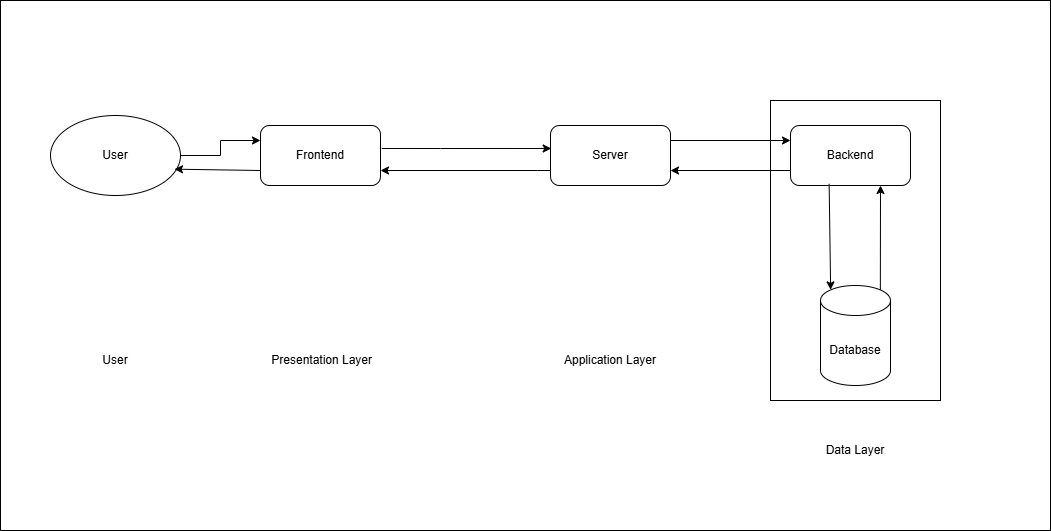 User
Frontend
Server
Backend
Database
User
Presentation Layer
Application Layer
Data Layer